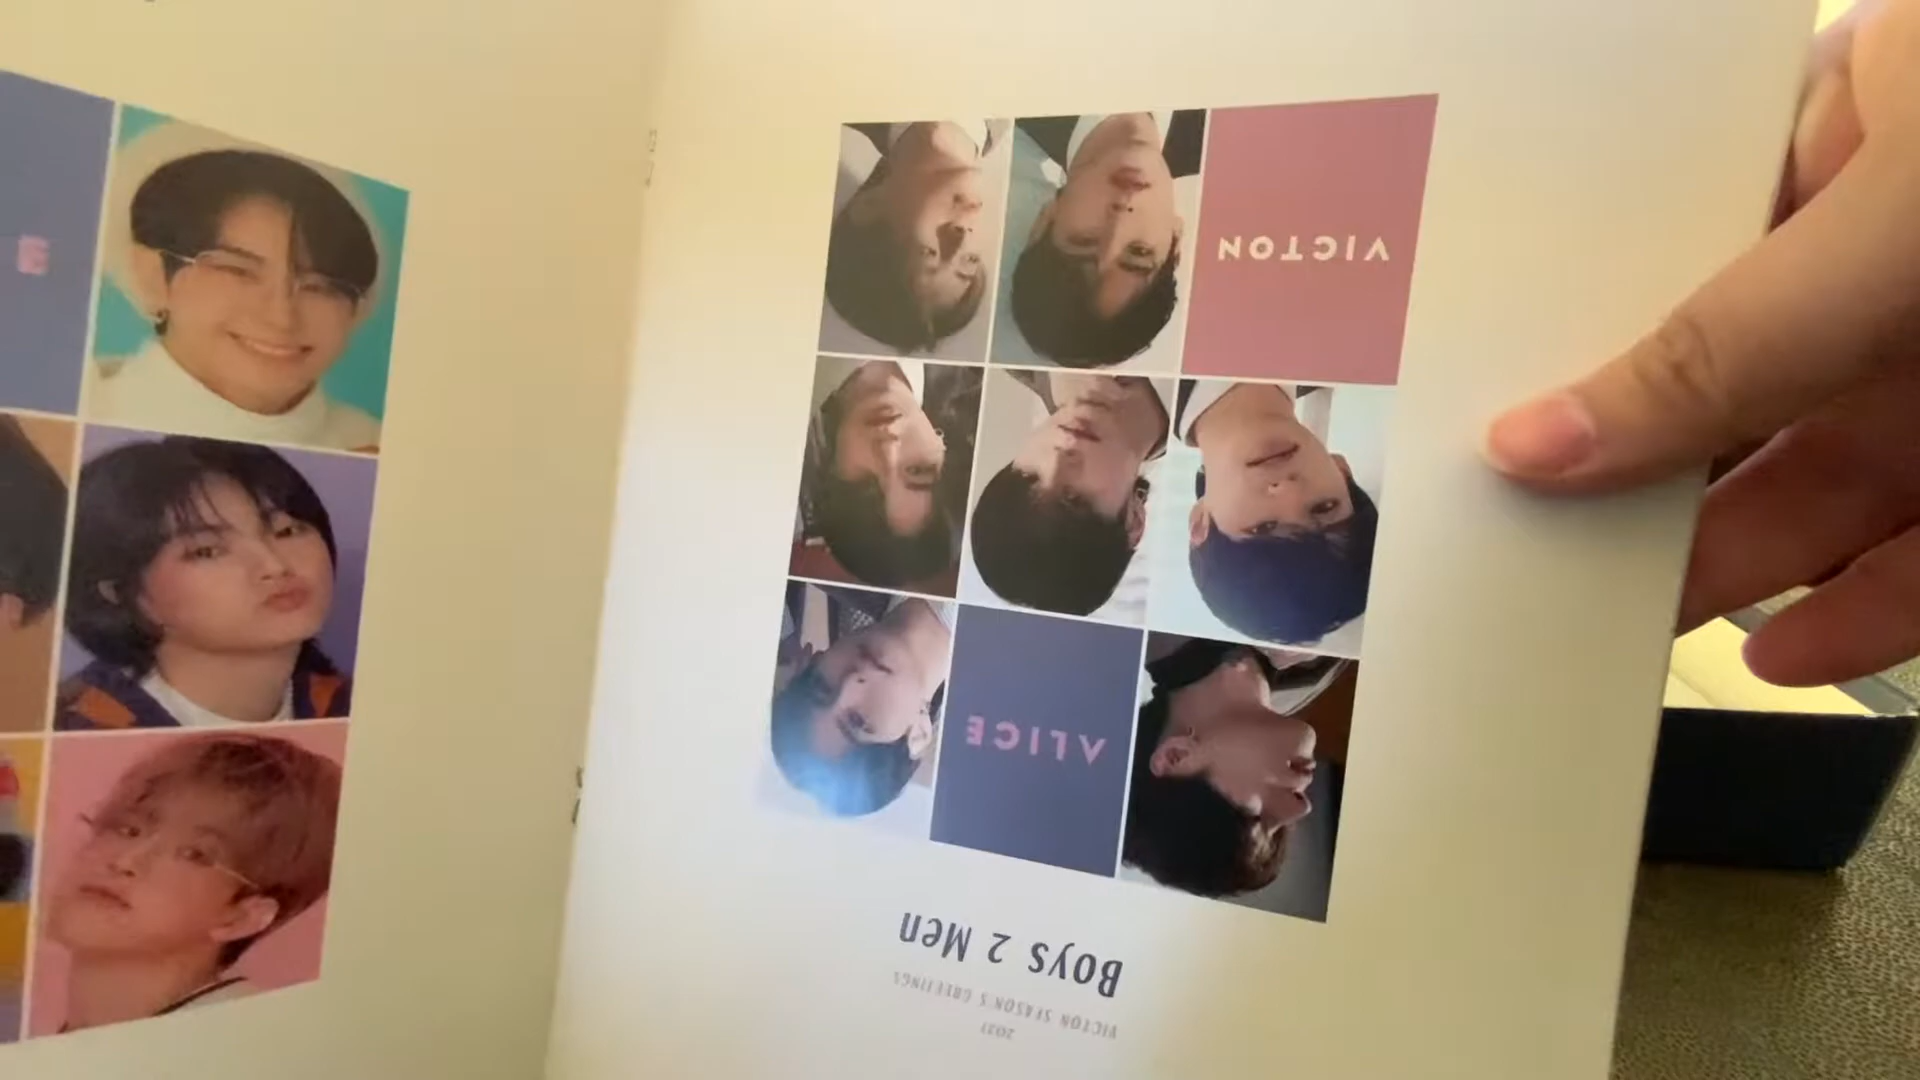 2021
VICTON SEASON'S GREETINGS
Boys 2 Men
ALICE
VICTON
E